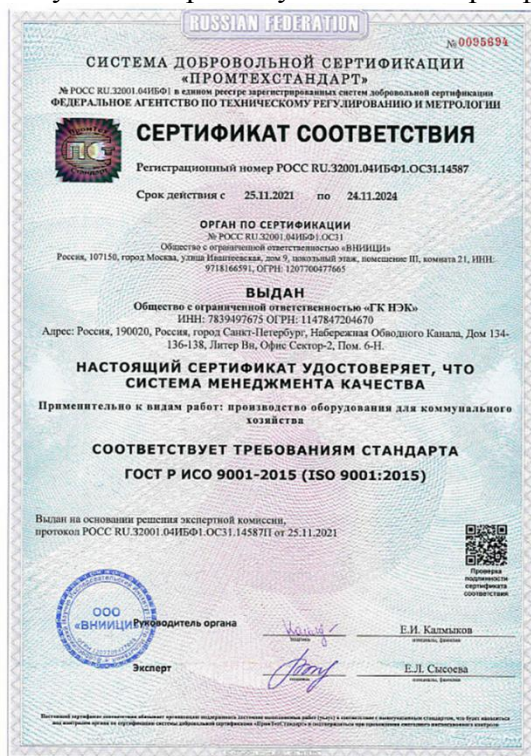 RUSSIAN FEDERATION
№ 0095694
СИСТЕМА ДОБРОВОЛЬНОЙ СЕРТИФИКАЦИИ
«ПРОМТЕХСТАНДАРТ»
№ РОСС RU.32001.04ИБФ1 в едином реестре зарегистрированных систем добровольной сертификации
ФЕДЕРАЛЬНОЕ АГЕНТСТВО ПО ТЕХНИЧЕСКОМУ РЕГУЛИРОВАНИЮ И МЕТРОЛОГИИ
СЕРТИФИКАТ СООТВЕТСТВИЯ
Регистрационный номер РОСС RU.32001.04ИБФ1.ОС31.14587
Срок действия с 25.11.2021 по 24.11.2024
ОРГАН ПО СЕРТИФИКАЦИИ
№ РОСС RU.32001.04ИБФ1.ОС31
Общество с ограниченной ответственностью «ВНИИЦИ»
Россия, 107150, город Москва, улица Ивантеевская, дом 9, цокольный этаж, помещение III, комната 21, ИНН:
9718166591, ОГРН: 1207700477665
ВЫДАН
Общество с ограниченной ответственностью «ГК НЭК»
ИНН: 7839497675 ОГРН: 1147847204670
Адрес: Россия, 190020, Россия, город Санкт-Петербург, Набережная Обводного Канала, Дом 134-
136-138, Литер Вн, Офис Сектор-2, Пом. 6-Н.
НАСТОЯЩИЙ СЕРТИФИКАТ УДОСТОВЕРЯЕТ, ЧТО
СИСТЕМА МЕНЕДЖМЕНТА КАЧЕСТВА
Применительно к видам работ: производство оборудования для коммунального
хозяйства
СООТВЕТСТВУЕТ ТРЕБОВАНИЯМ СТАНДАРТА
ГОСТ Р ИСО 9001-2015 (ISO 9001:2015)
Выдан на основании решения экспертной комиссии,
протокол РОСС RU.32001.04ИБФ1.ОС31.14587П от 25.11.2021
Проверка
подлинности
сертификата
соответствия
ООО
«ВНИИЦИ»
Руководитель органа
Е.И. Калмыков
Эксперт
Е.Л. Сысоева